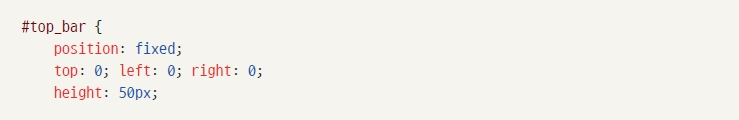 #top_bar {
    position: fixed;
    top: 0; left: 0; right: 0;
    height: 50px;